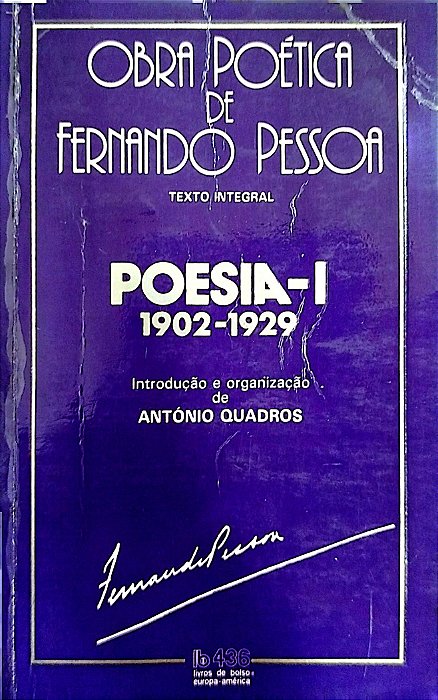 OBRA POÉTICA
DE
FERNANDO PESSOA
TEXTO INTEGRAL
POESIA-I
1902-1929
Introdução e organização
de
ANTÓNIO QUADROS
Fernando Pessoa
lb 436
livros de bolso
europa-américa